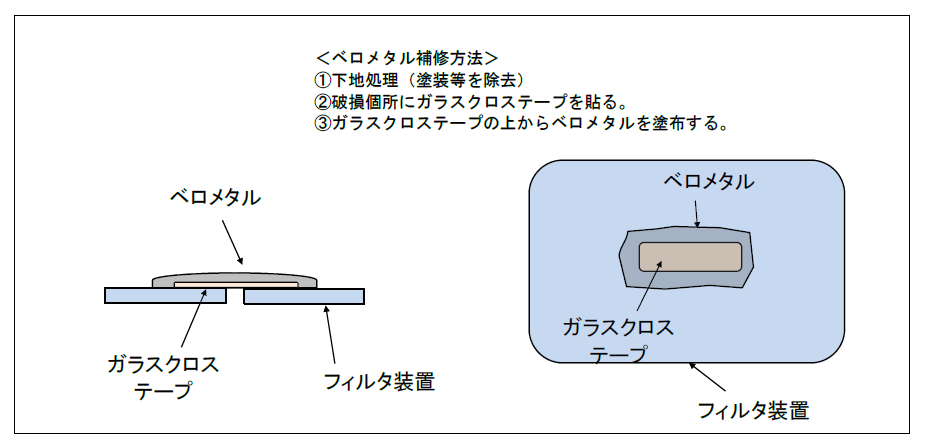 ＜ベロメタル補修方法＞
①下地処理（塗装等を除去）
②破損個所にガラスクロステープを貼る。
③ガラスクロステープの上からベロメタルを塗布する。
ベロメタル
ガラスクロス
テープ
フィルタ装置
ベロメタル
ガラスクロス
テープ
フィルタ装置